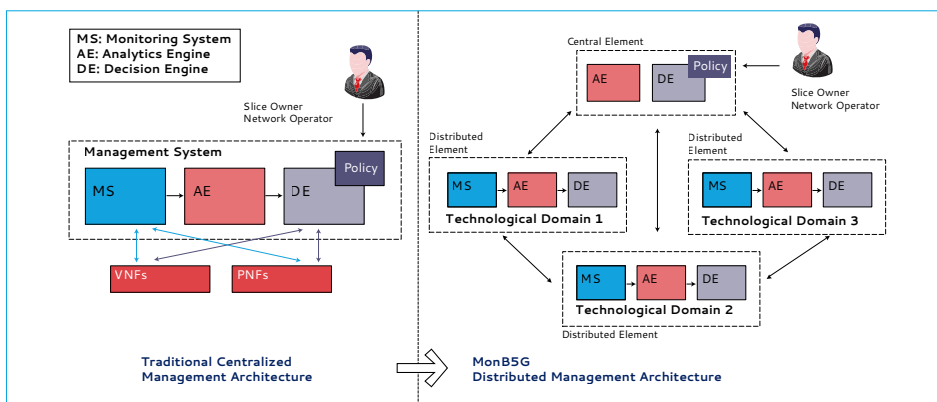 MS: Monitoring System
AE: Analytics Engine
DE: Decision Engine
Slice Owner
Network Operator
Management System
Policy
MS
AE
DE
VNFs
PNFs
Traditional Centralized
Management Architecture
Central Element
Policy
AE
DE
Slice Owner
Network Operator
Distributed
Element
MS
AE
DE
Technological Domain 1
Distributed
Element
MS
AE
DE
Technological Domain 3
MS
AE
DE
Technological Domain 2
Distributed Element
MonB5G
Distributed Management Architecture